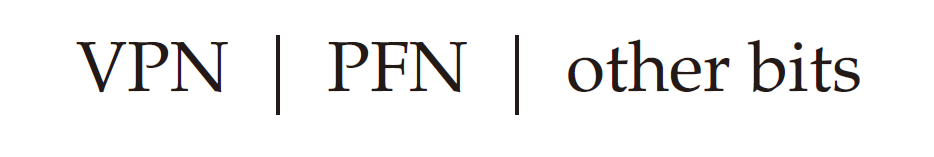 VPN | PFN | other bits